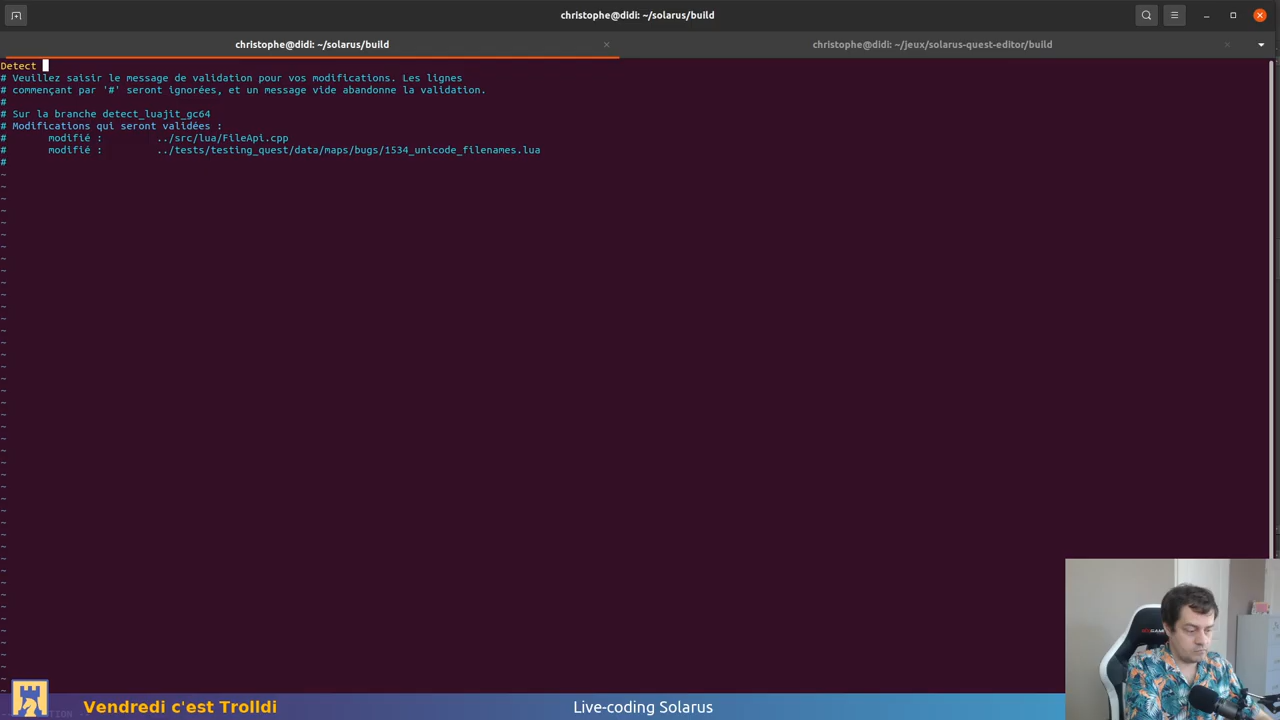 christophe@didi: ~/solarus/build
christophe@didi: ~/solarus/build
christophe@didi: ~/jeux/solarus-quest-editor/build
Detect
# Veuillez saisir le message de validation pour vos modifications. Les lignes
# commençant par '#' seront ignorées, et un message vide abandonne la validation.
#
# Sur la branche detect_luajit_gc64
# Modifications qui seront validées :
#       modifié :         ../src/lua/FileApi.cpp
#       modifié :         ../tests/testing_quest/data/maps/bugs/1534_unicode_filenames.lua
#
Vendredi c'est Trolldi
Live-coding Solarus